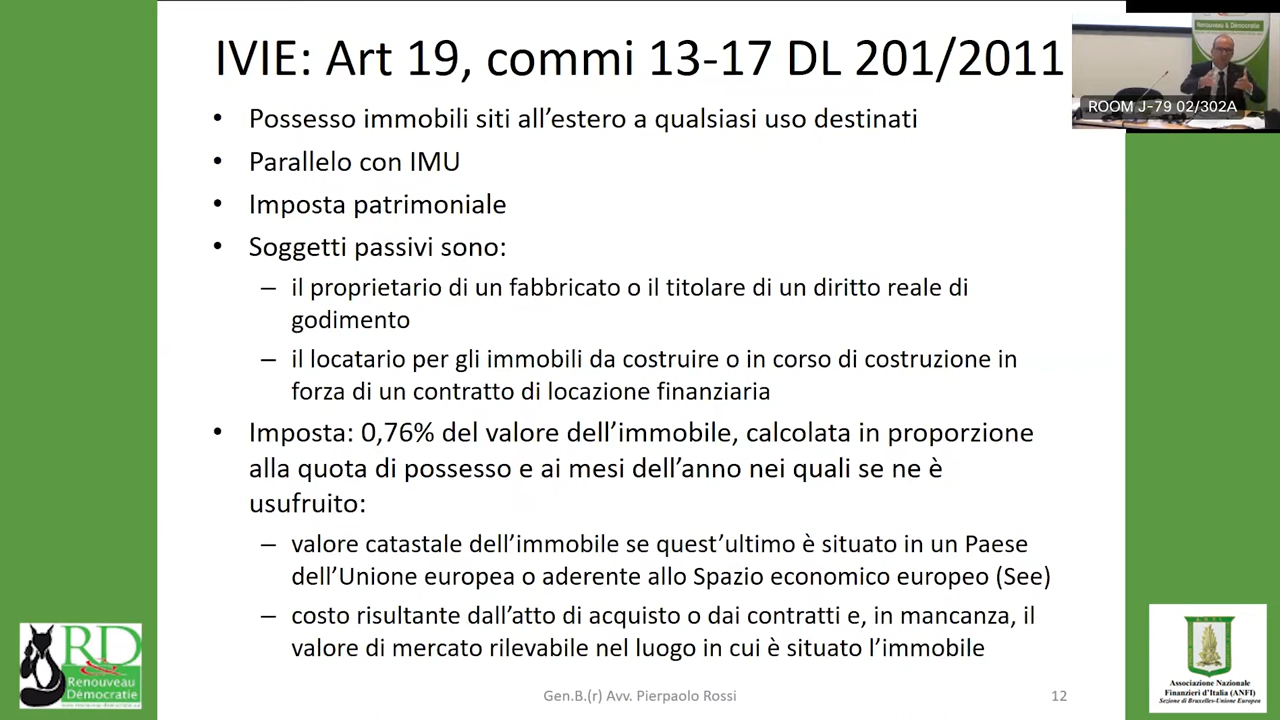 IVIE: Art 19, commi 13-17 DL 201/2011
Renouveau & Démocratie
ROOM J-79 02/302A
• Possesso immobili siti all’estero a qualsiasi uso destinati
• Parallelo con IMU
• Imposta patrimoniale
• Soggetti passivi sono:
– il proprietario di un fabbricato o il titolare di un diritto reale di
godimento
– il locatario per gli immobili da costruire o in corso di costruzione in
forza di un contratto di locazione finanziaria
• Imposta: 0,76% del valore dell’immobile, calcolata in proporzione
alla quota di possesso e ai mesi dell’anno nei quali se ne è
usufruito:
– valore catastale dell’immobile se quest’ultimo è situato in un Paese
dell’Unione europea o aderente allo Spazio economico europeo (See)
– costo risultante dall’atto di acquisto o dai contratti e, in mancanza, il
valore di mercato rilevabile nel luogo in cui è situato l’immobile
RD
Renouveau
Démocratie
Gen.B.(r) Avv. Pierpaolo Rossi
12
Associazione Nazionale
Finanzieri d'Italia (ANFI)
Sezione di Bruxelles-Unione Europea